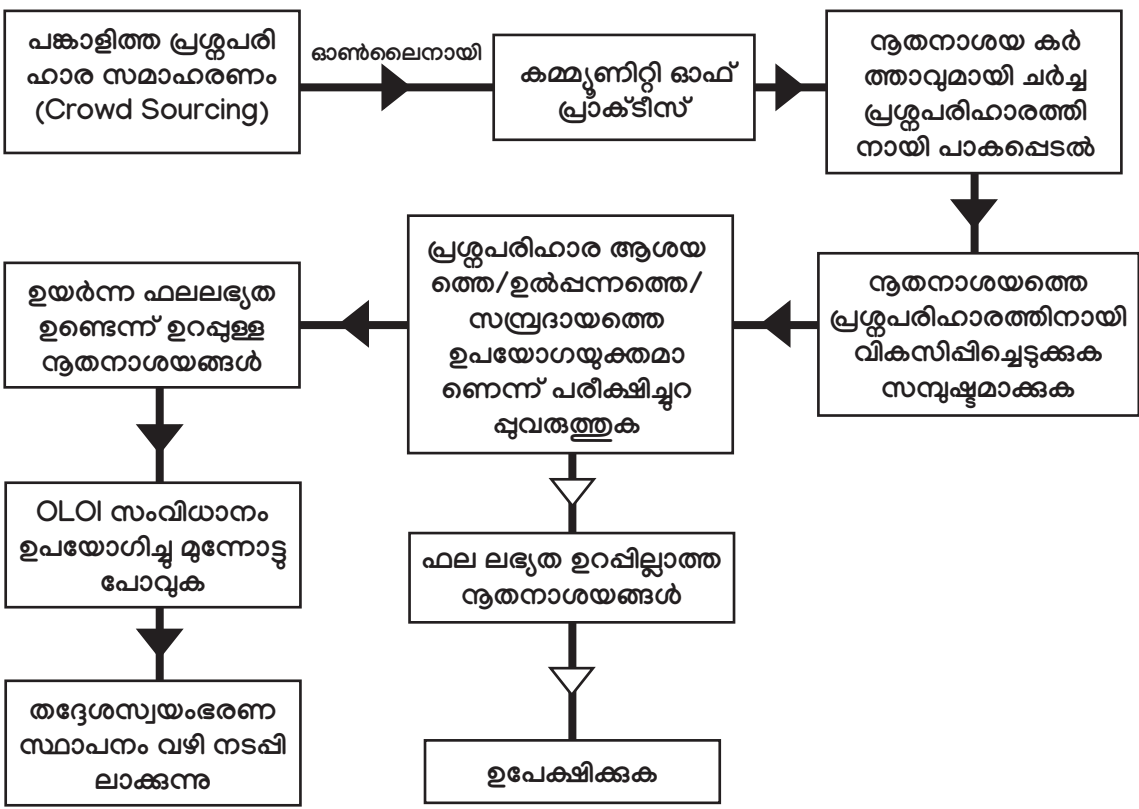 പങ്കാളിത്ത പ്രശ്നപരി
ഹാര സമാഹരണം
(Crowd Sourcing)
ഓൺലൈനായി
കമ്മ്യൂണിറ്റി ഓഫ്
പ്രാക്ടീസ്
നൂതനാശയ കർ
ത്താവുമായി ചർച്ച
പ്രശ്നപരിഹാരത്തി
നായി പാകപ്പെടൽ
നൂതനാശയത്തെ
പ്രശ്നപരിഹാരത്തിനായി
വികസിപ്പിച്ചെടുക്കുക
സമ്പുഷ്ടമാക്കുക
പ്രശ്നപരിഹാര ആശയ
ത്തെ/ഉൽപ്പന്നത്തെ/
സമ്പ്രദായത്തെ
ഉപയോഗയുക്തമാ
ണെന്ന് പരീക്ഷിച്ചുറ
പ്പുവരുത്തുക
ഉയർന്ന ഫലലഭ്യത
ഉണ്ടെന്ന് ഉറപ്പുള്ള
നൂതനാശയങ്ങൾ
OLOI സംവിധാനം
ഉപയോഗിച്ചു മുന്നോട്ടു
പോവുക
തദ്ദേശസ്വയംഭരണ
സ്ഥാപനം വഴി നടപ്പി
ലാക്കുന്നു
ഫല ലഭ്യത ഉറപ്പില്ലാത്ത
നൂതനാശയങ്ങൾ
ഉപേക്ഷിക്കുക